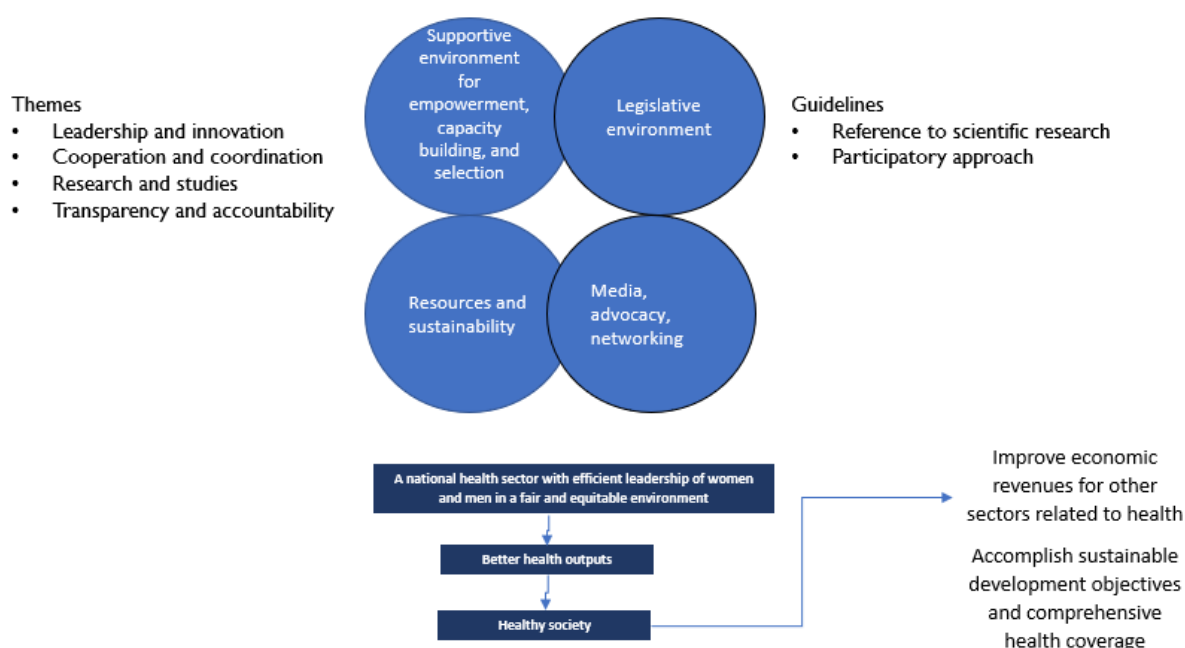 Supportive
environment
for
empowerment,
capacity
building, and
selection
Legislative
environment
Themes
• Leadership and innovation
• Cooperation and coordination
• Research and studies
• Transparency and accountability
Guidelines
• Reference to scientific research
• Participatory approach
Resources and
sustainability
Media,
advocacy,
networking
A national health sector with efficient leadership of women
and men in a fair and equitable environment
Better health outputs
Healthy society
Improve economic
revenues for other
sectors related to health
Accomplish sustainable
development objectives
and comprehensive
health coverage